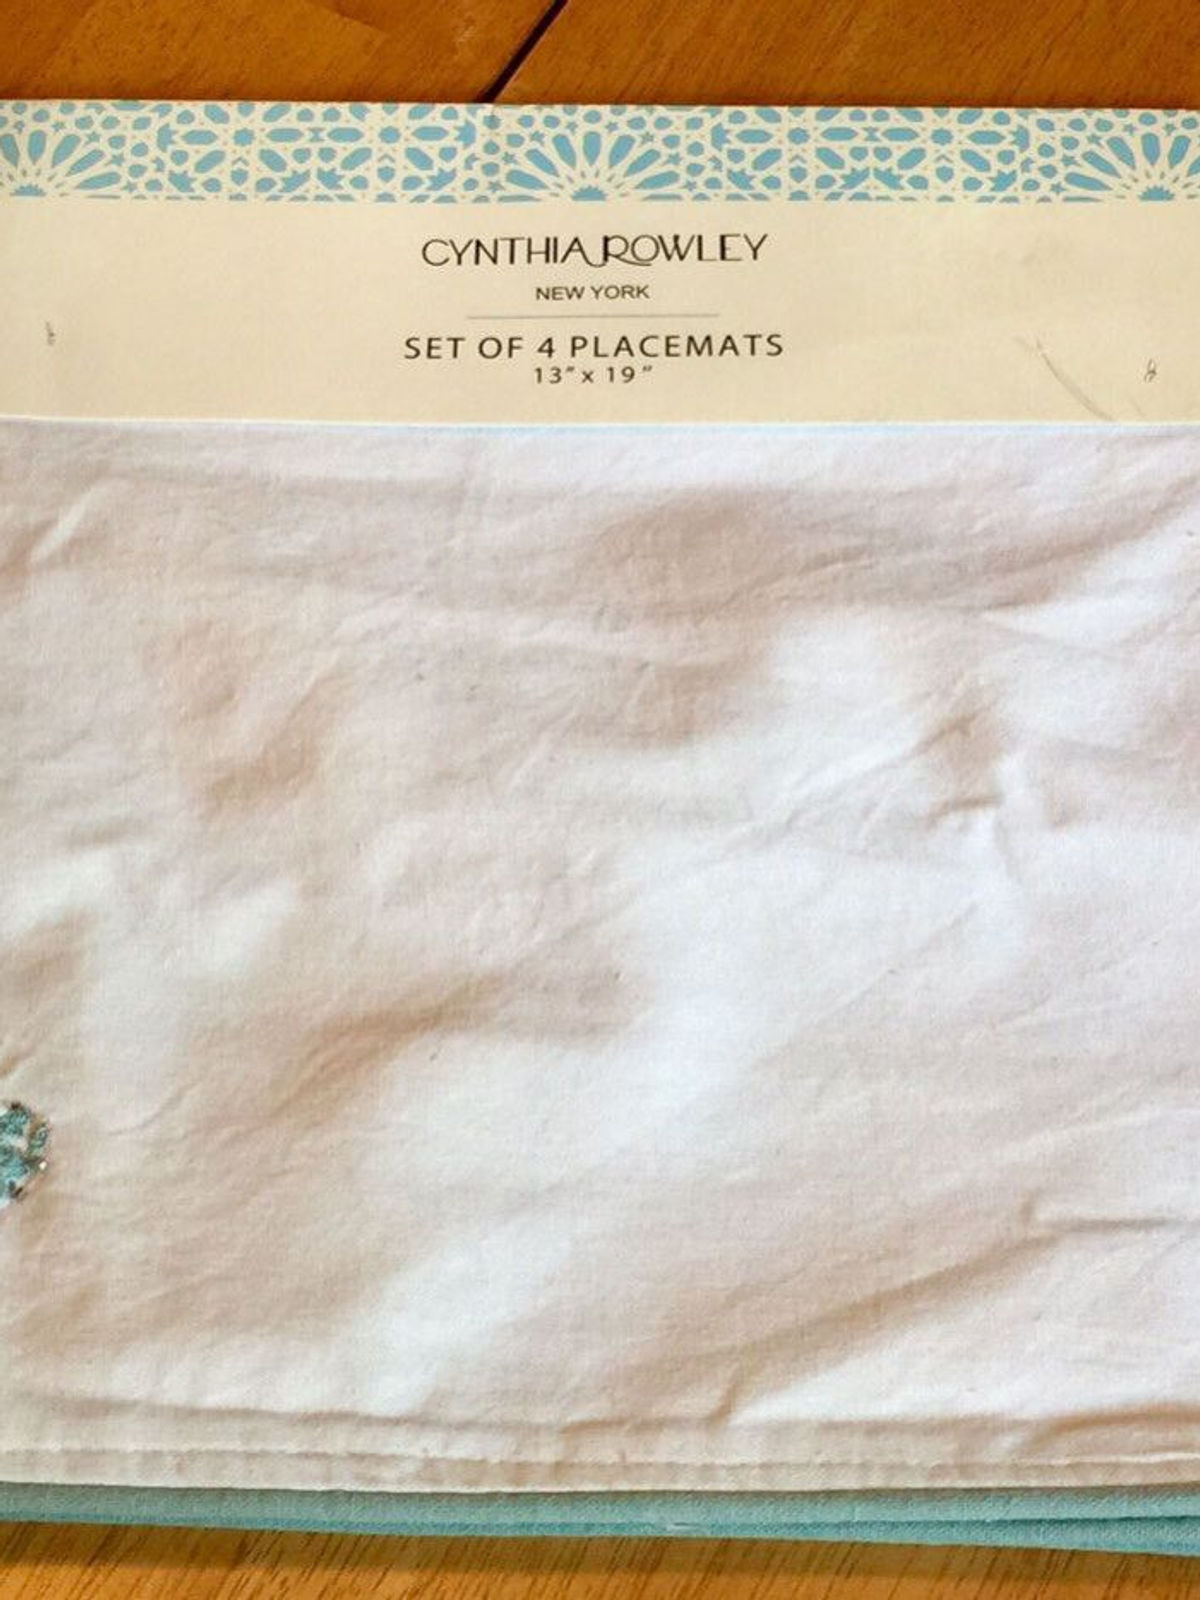 CYNTHIA ROWLEY
NEW YORK
SET OF 4 PLACEMATS
13" x 19"